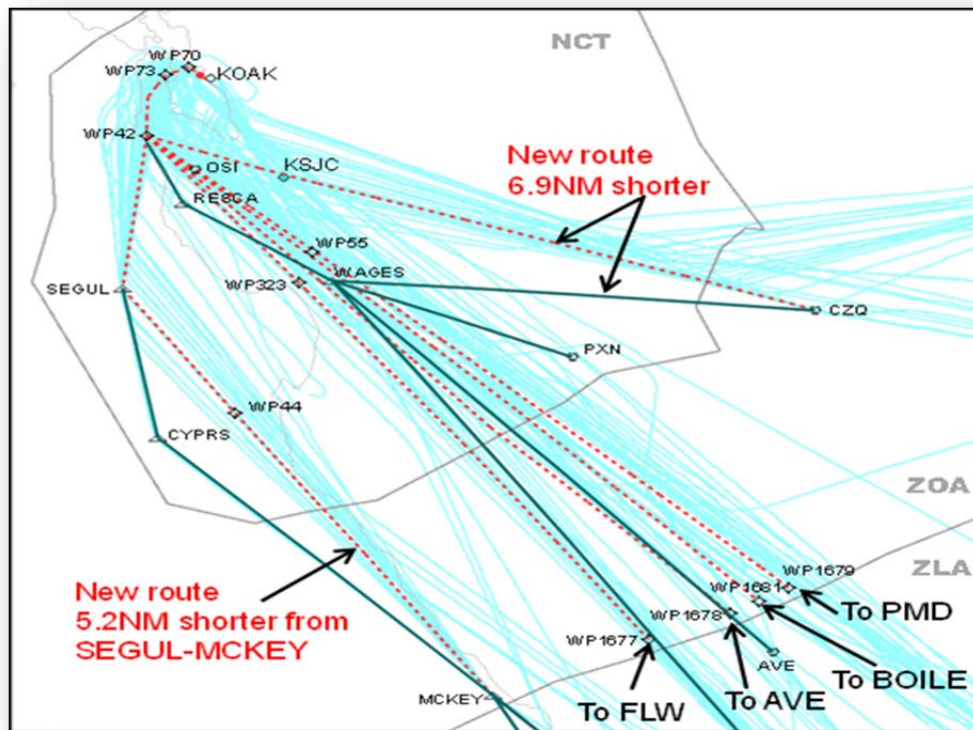 NCT
WP70
WP73
KOAK
WP42
OSI
KSJC
RESCA
New route
6.9NM shorter
WP55
WAGES
WP323
SEGUL
CZQ
PXN
WP44
CYPRS
ZOA
ZLA
WP1679
WP1681
To PMD
New route
5.2NM shorter from
SEGUL-MCKEY
WP1678
WP1677
AVE
To BOILE
To AVE
To FLW
MCKEY